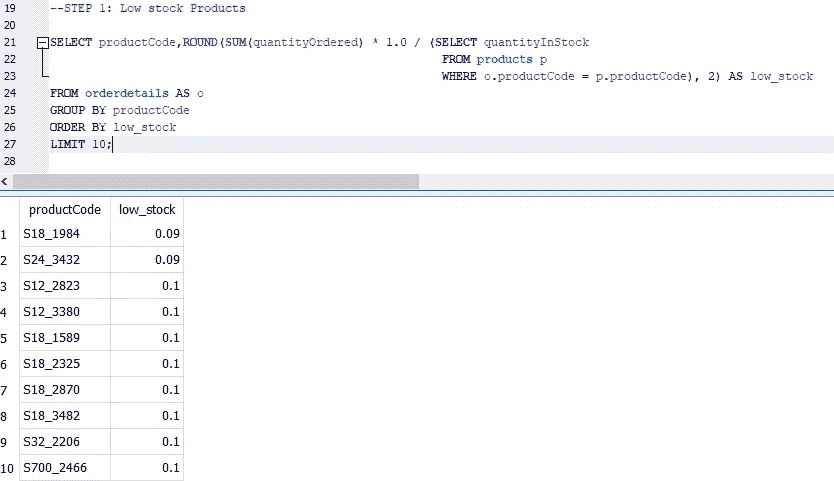 19 --STEP 1: Low stock Products
20
21 SELECT productCode,ROUND(SUM(quantityOrdered) * 1.0 / (SELECT quantityInStock
22 FROM products p
23 WHERE o.productCode = p.productCode), 2) AS low_stock
24 FROM orderdetails AS o
25 GROUP BY productCode
26 ORDER BY low_stock
27 LIMIT 10;
28
productCode low_stock
1 S18_1984 0.09
2 S24_3432 0.09
3 S12_2823 0.1
4 S12_3380 0.1
5 S18_1589 0.1
6 S18_2325 0.1
7 S18_2870 0.1
8 S18_3482 0.1
9 S32_2206 0.1
10 S700_2466 0.1